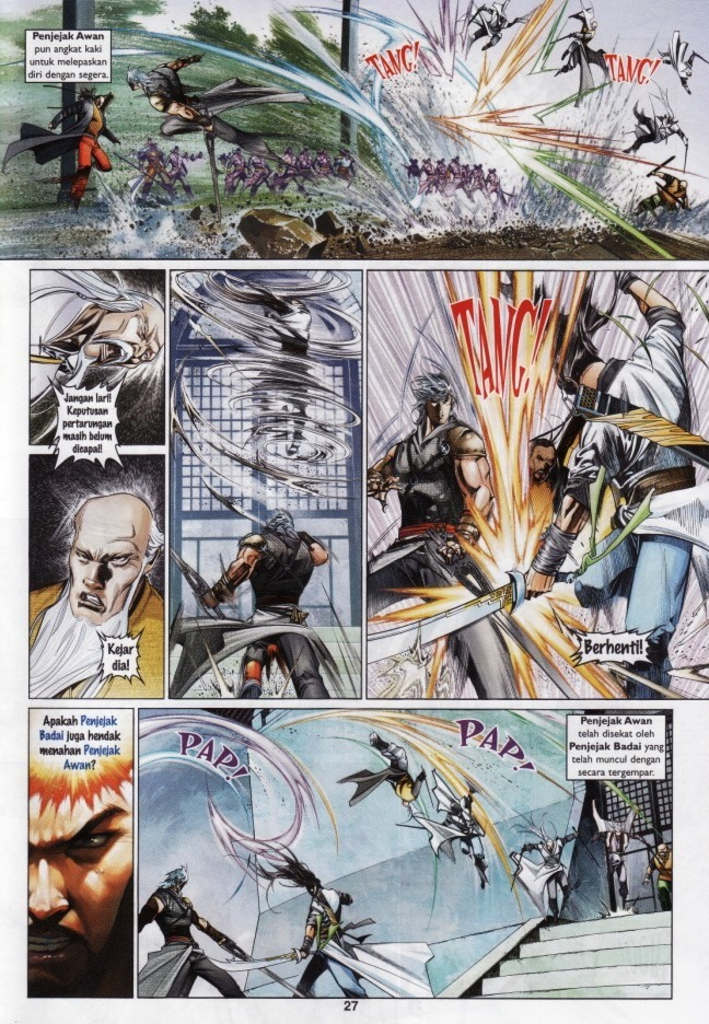 Penjejak Awan
pun angkat kaki
untuk melepaskan
diri dengan segera.
TANG!
TANG!
Jangan lari!
Keputusan
pertarungan
masih belum
dicapai!
Kejar
dia!
TANG!
Berhenti!
Apakah Penjejak
Badai juga hendak
menahan Penjejak
Awan?
PAP!
PAP!
Penjejak Awan
telah disekat oleh
Penjejak Badai yang
telah muncul dengan
secara tergempar.
27